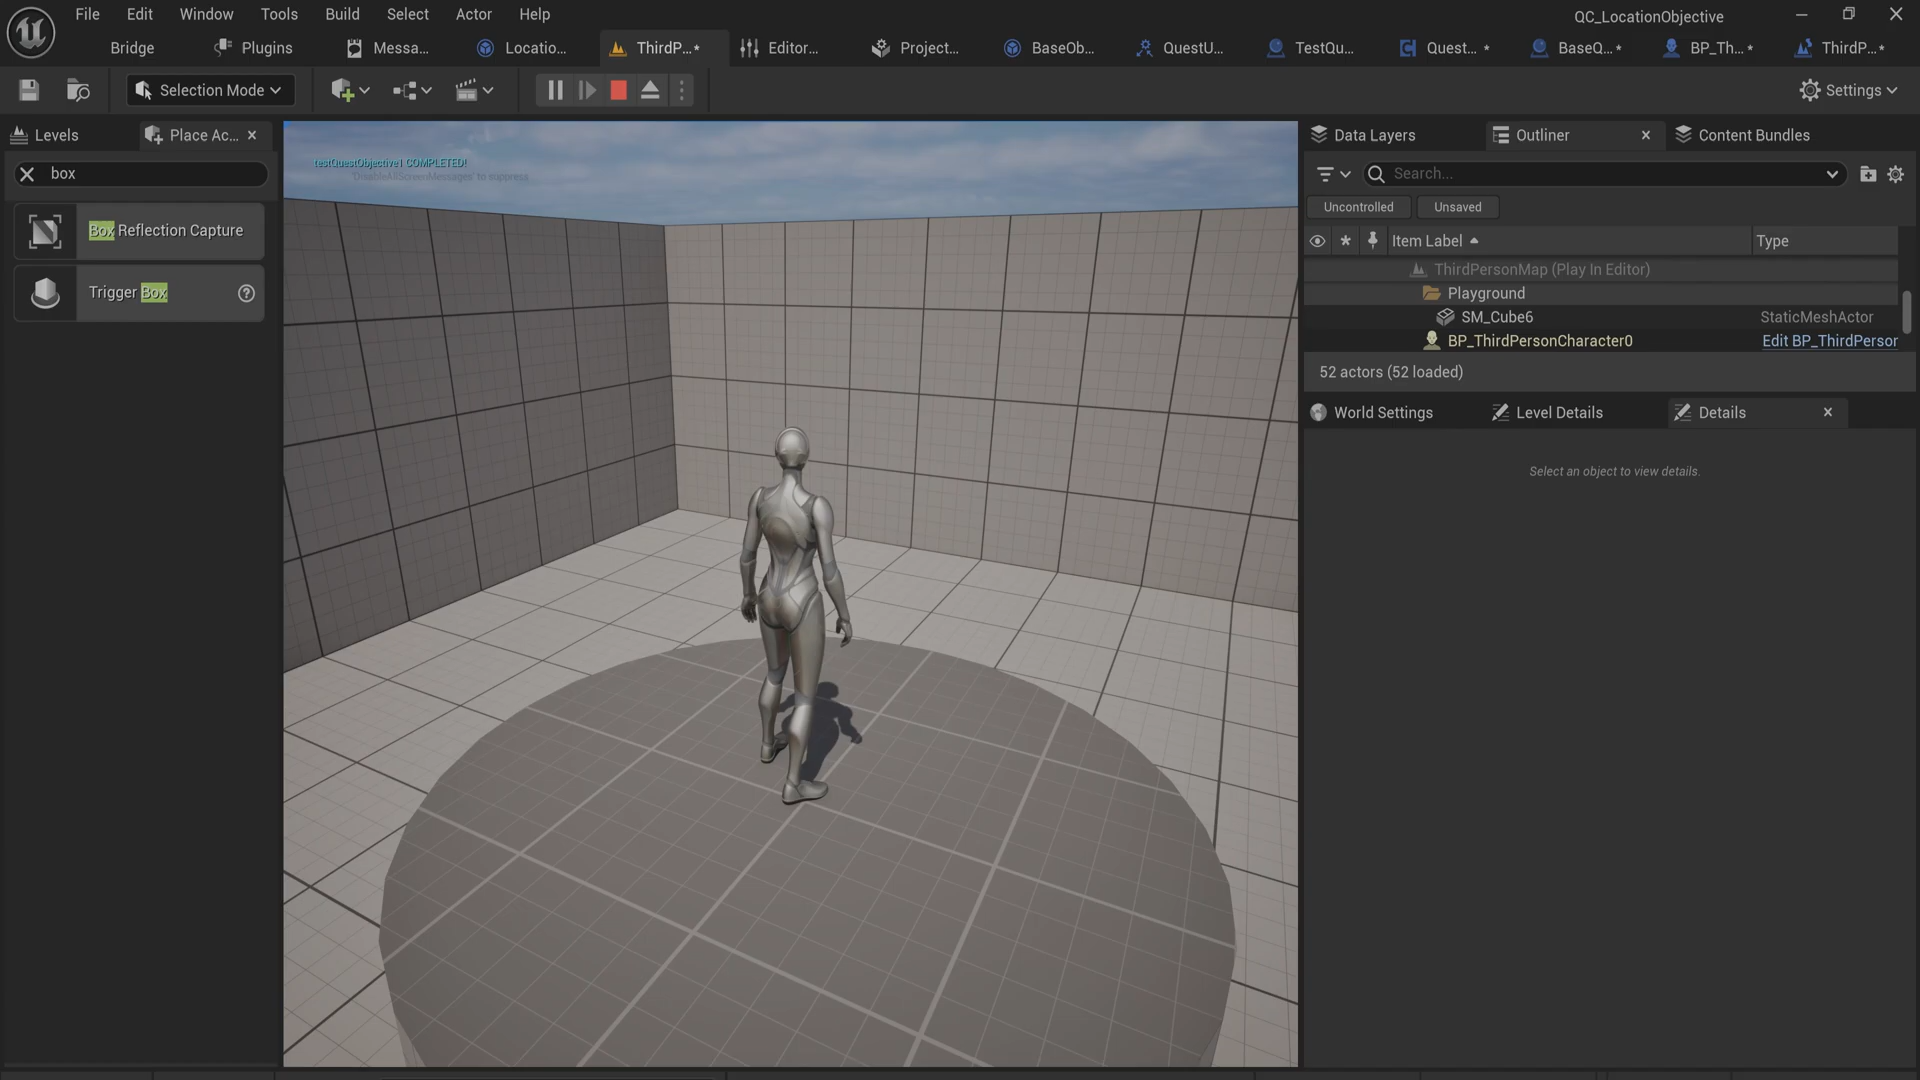 File Edit Window Tools Build Select Actor Help
QC_LocationObjective
Bridge
Plugins
Messa...
Locatio...
ThirdP...*
Editor...
Project...
BaseOb...
QuestU...
TestQu...
Quest... *
BaseQ...*
BP_Th...*
ThirdP...*
Selection Mode
Settings
Levels
Place Ac...
box
Box Reflection Capture
Trigger Box
testQuestObjective1 COMPLETED!
'DisableAllScreenMessages' to suppress
Data Layers
Outliner
Content Bundles
Search...
Uncontrolled
Unsaved
Item Label
Type
ThirdPersonMap (Play In Editor)
Playground
SM_Cube6
StaticMeshActor
BP_ThirdPersonCharacter0
Edit BP_ThirdPersor
52 actors (52 loaded)
World Settings
Level Details
Details
Select an object to view details.